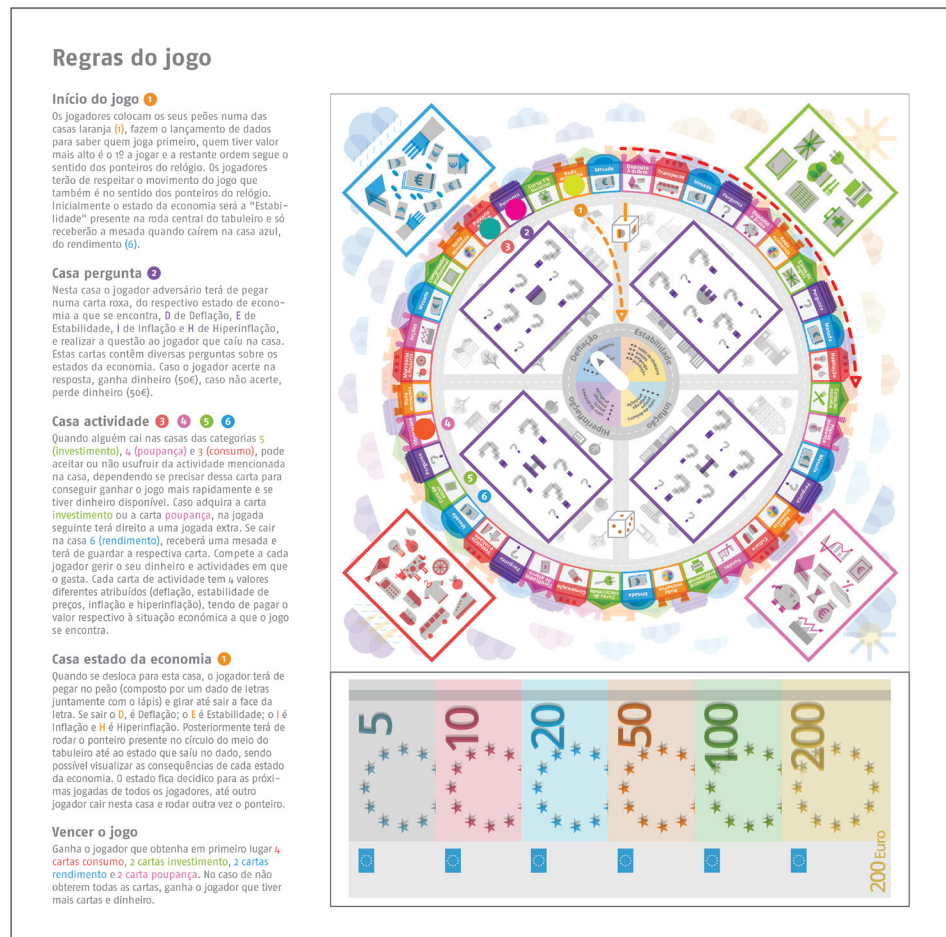 Regras do jogo
Início do jogo 1
Os jogadores colocam os seus peões numa das
casas laranja (1), fazem o lançamento de dados
para saber quem joga primeiro, quem tiver valor
mais alto é o 1º a jogar e a restante ordem segue o
sentido dos ponteiros do relógio. Os jogadores
terão de respeitar o movimento do jogo que
também é no sentido dos ponteiros do relógio.
Inicialmente o estado da economia será a "Estabi-
lidade" presente na roda central do tabuleiro e só
receberão a mesada quando caírem na casa azul,
do rendimento (6).
Casa pergunta 2
Nesta casa o jogador adversário terá de pegar
numa carta roxa, do respectivo estado de econo-
mia a que se encontra, D de Deflação, E de
Estabilidade, I de Inflação e H de Hiperinflação,
e realizar a questão ao jogador que caíu na casa.
Estas cartas contêm diversas perguntas sobre os
estados da economia. Caso o jogador acerte na
resposta, ganha dinheiro (50€), caso não acerte,
perde dinheiro (50€).
Casa actividade 3 4 5 6
Quando alguém cai nas casas das categorias 5
(investimento), 4 (poupança) e 3 (consumo), pode
aceitar ou não usufruir da actividade mencionada
na casa, dependendo se precisar dessa carta para
conseguir ganhar o jogo mais rapidamente e se
tiver dinheiro disponível. Caso adquira a carta
investimento ou a carta poupança, na jogada
seguinte terá direito a uma jogada extra. Se cair
na casa 6 (rendimento), receberá uma mesada e
terá de guardar a respectiva carta. Compete a cada
jogador gerir o seu dinheiro e actividades em que
o gasta. Cada carta de actividade tem 4 valores
diferentes atribuídos (deflação, estabilidade de
preços, inflação e hiperinflação), tendo de pagar o
valor respectivo à situação económica a que o jogo
se encontra.
Casa estado da economia 1
Quando se desloca para esta casa, o jogador terá de
pegar no peão (composto por um dado de letras
juntamente com o lápis) e girar até sair a face da
letra. Se sair o D, é Deflação; o E é Estabilidade; o I é
Inflação e H é Hiperinflação. Posteriormente terá de
rodar o ponteiro presente no círculo do meio do
tabuleiro até ao estado que saíu no dado, sendo
possível visualizar as consequências de cada estado
da economia. O estado fica decidico para as próxi-
mas jogadas de todos os jogadores, até outro
jogador cair nesta casa e rodar outra vez o ponteiro.
Vencer o jogo
Ganha o jogador que obtenha em primeiro lugar 4
cartas consumo, 2 cartas investimento, 2 cartas
rendimento e 2 carta poupança. No caso de não
obterem todas as cartas, ganha o jogador que tiver
mais cartas e dinheiro.
Mesada
Transporte
Mesada
Pergunta
1
2
3
4
5
6
Deflação
Estabilidade
Hiperinflação
Inflação
D
E
H
I
5
10
20
50
100
200
200 Euro